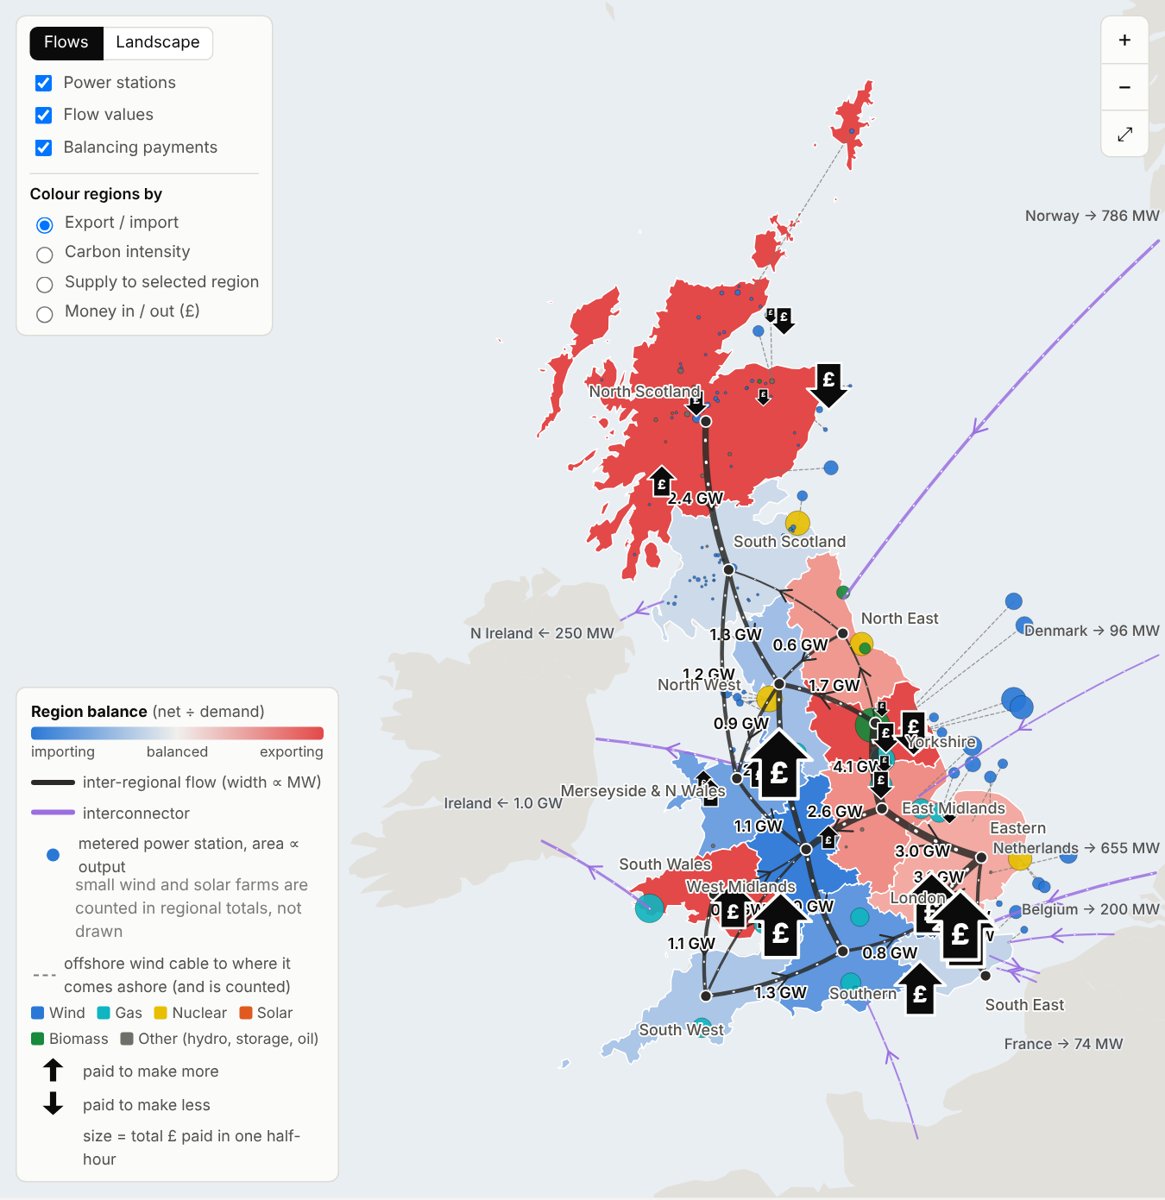 Flows
Landscape
Power stations
Flow values
Balancing payments
Colour regions by
Export / import
Carbon intensity
Supply to selected region
Money in / out (£)
+
−
Norway → 786 MW
£
£
£
North Scotland
£
£
£
2.4 GW
South Scotland
North East
N Ireland ← 250 MW
Denmark → 96 MW
1.3 GW
0.6 GW
1.2 GW
North West
1.7 GW
0.9 GW
£
£
£
Yorkshire
£
4.1 GW
£
£
Merseyside & N Wales
Ireland ← 1.0 GW
East Midlands
2.6 GW
1.1 GW
£
Eastern
3.0 GW
Netherlands → 655 MW
South Wales
West Midlands
London
£
£
£
£
Belgium → 200 MW
1.1 GW
0.8 GW
1.3 GW
Southern
£
South East
South West
France → 74 MW
Region balance (net ÷ demand)
importing
balanced
exporting
inter-regional flow (width ∝ MW)
interconnector
metered power station, area ∝
output
small wind and solar farms are
counted in regional totals, not
drawn
offshore wind cable to where it
comes ashore (and is counted)
Wind
Gas
Nuclear
Solar
Biomass
Other (hydro, storage, oil)
paid to make more
paid to make less
size = total £ paid in one half-
hour